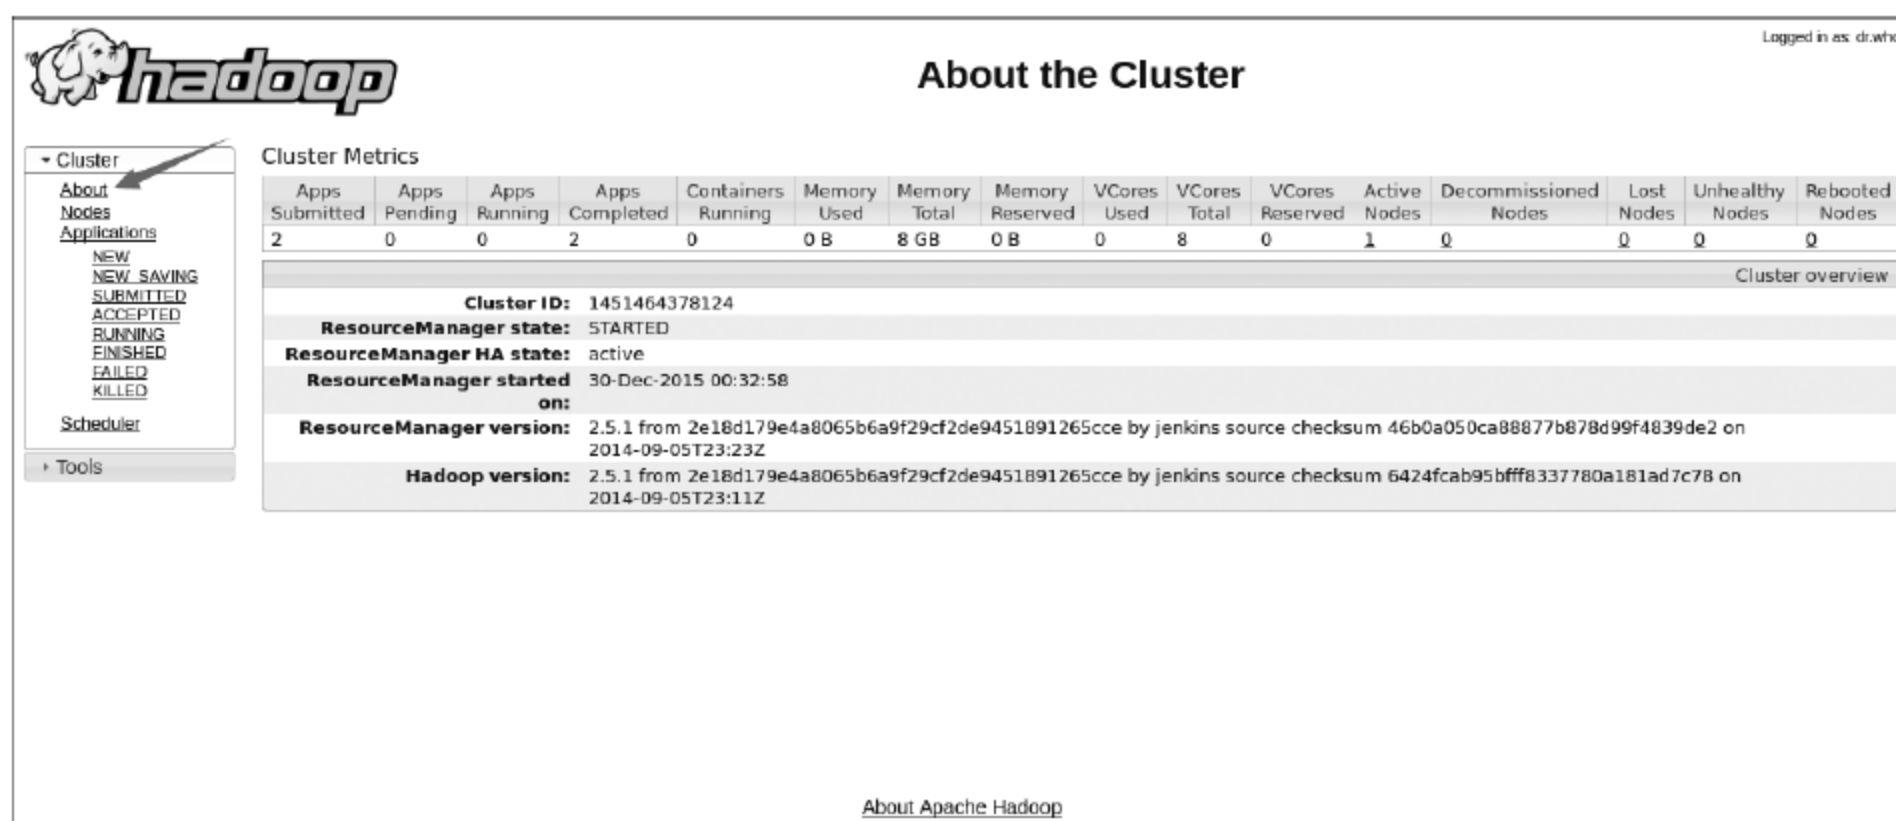 hadoop
Logged in as: dr.who
About the Cluster
Cluster
About
Nodes
Applications
NEW
NEW_SAVING
SUBMITTED
ACCEPTED
RUNNING
FINISHED
FAILED
KILLED
Scheduler
Tools
Cluster Metrics
Apps Submitted Apps Pending Apps Running Apps Completed Containers Running Memory Used Memory Total Memory Reserved VCores Used VCores Total VCores Reserved Active Nodes Decommissioned Nodes Lost Nodes Unhealthy Nodes Rebooted Nodes
2 0 0 2 0 0 B 8 GB 0 B 0 8 0 1 0 0 0 0
Cluster overview
Cluster ID: 1451464378124
ResourceManager state: STARTED
ResourceManager HA state: active
ResourceManager started on: 30-Dec-2015 00:32:58
ResourceManager version: 2.5.1 from 2e18d179e4a8065b6a9f29cf2de9451891265cce by jenkins source checksum 46b0a050ca88877b878d99f4839de2 on
2014-09-05T23:23Z
Hadoop version: 2.5.1 from 2e18d179e4a8065b6a9f29cf2de9451891265cce by jenkins source checksum 6424fcab95bfff8337780a181ad7c78 on
2014-09-05T23:11Z
About Apache Hadoop